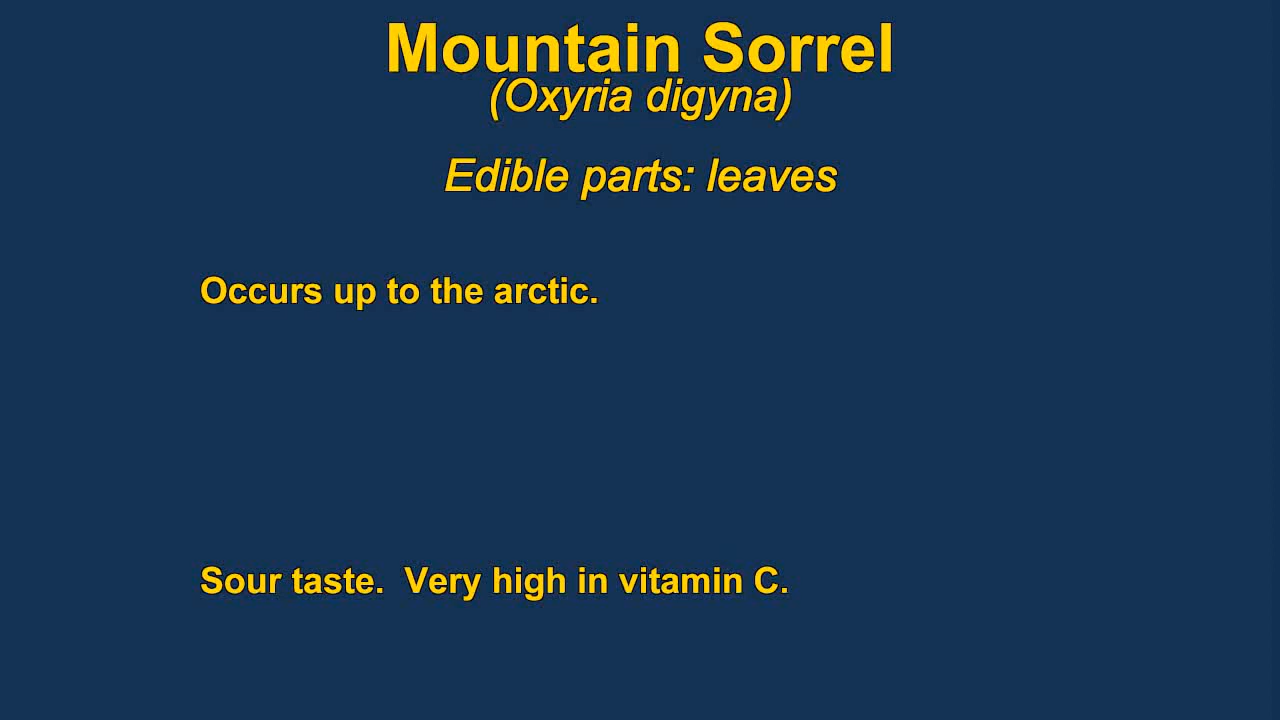 Mountain Sorrel
(Oxyria digyna)
Edible parts: leaves
Occurs up to the arctic.
Sour taste.  Very high in vitamin C.